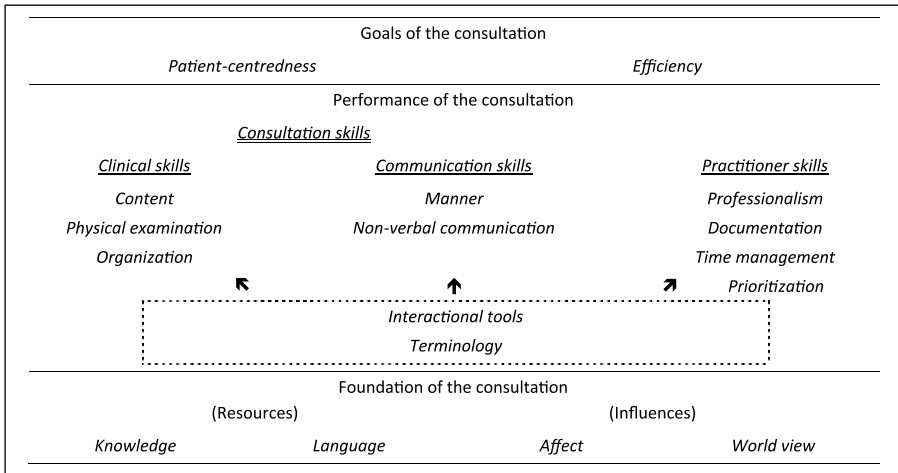 Goals of the consultation
Patient-centredness Efficiency
Performance of the consultation
Consultation skills
Clinical skills Communication skills Practitioner skills
Content Manner Professionalism
Physical examination Non-verbal communication Documentation
Organization Time management
Prioritization
Interactional tools
Terminology
Foundation of the consultation
(Resources) (Influences)
Knowledge Language Affect World view